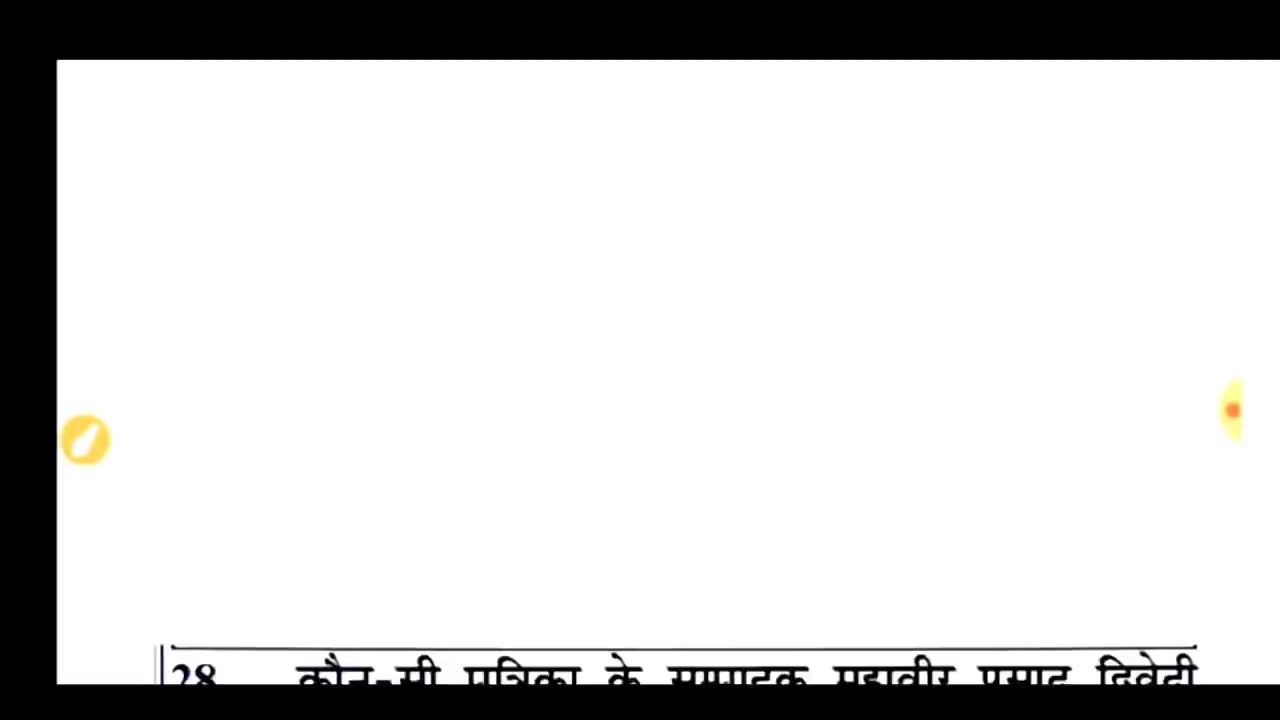 28 कौन-सी पत्रिका के सम्पादक महावीर प्रसाद द्विवेदी